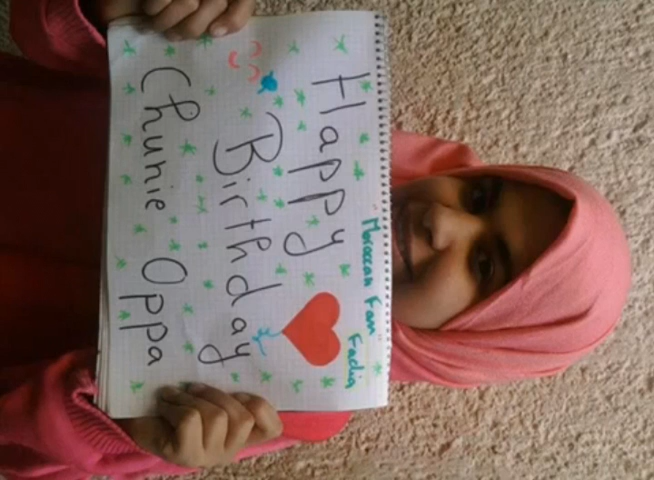 Moroccan Fan
Fadia
Happy
Birthday
Chunie Oppa